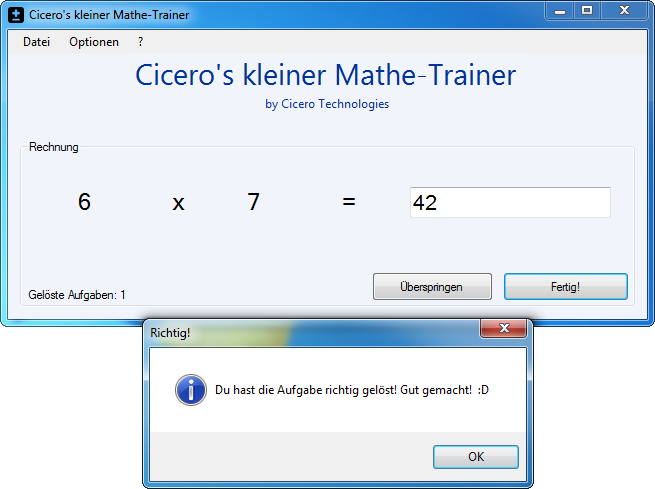 Cicero's kleiner Mathe-Trainer
Datei Optionen ?
Cicero's kleiner Mathe-Trainer
by Cicero Technologies
Rechnung
6 x 7 = 42
Überspringen Fertig!
Gelöste Aufgaben: 1
Richtig!
Du hast die Aufgabe richtig gelöst! Gut gemacht! :D
OK